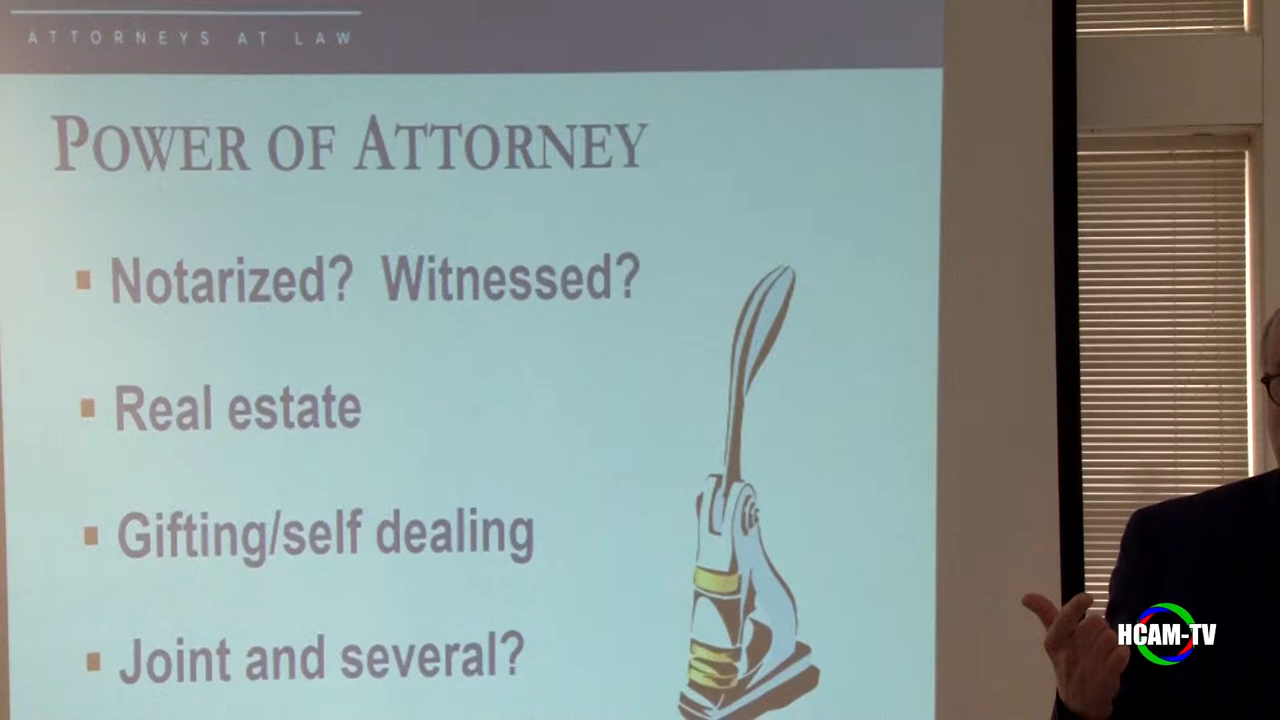 ATTORNEYS AT LAW
POWER OF ATTORNEY
Notarized? Witnessed?
Real estate
Gifting/self dealing
Joint and several?
HCAM-TV